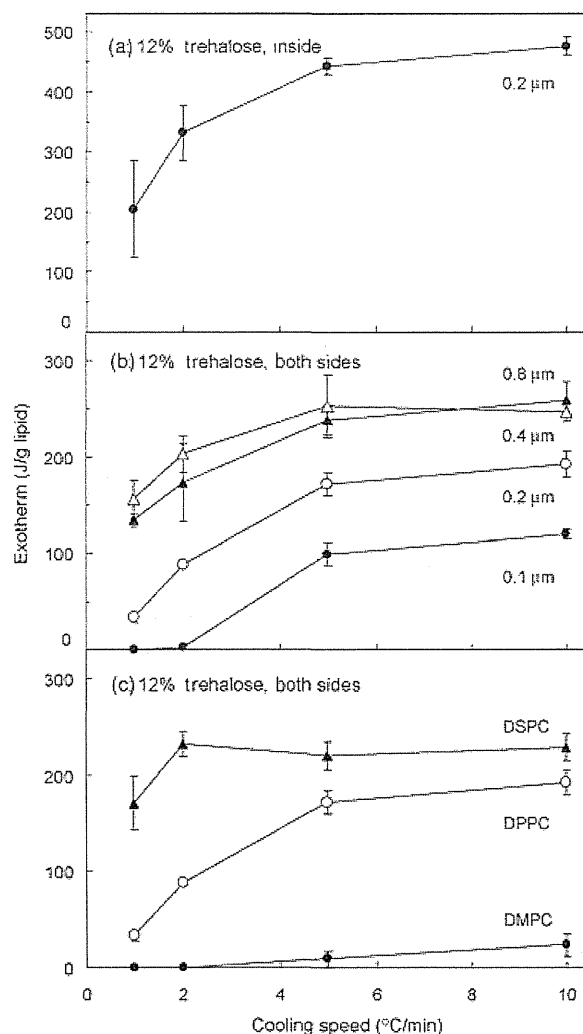 500
(a) 12% trehalose, inside
400
0.2 µm
300
200
100
0
(b) 12% trehalose, both sides
300
0.8 µm
200
0.4 µm
0.2 µm
100
0.1 µm
0
Exotherm (J/g lipid)
(c) 12% trehalose, both sides
300
DSPC
200
DPPC
100
DMPC
0
0 2 4 6 8 10
Cooling speed (°C/min)